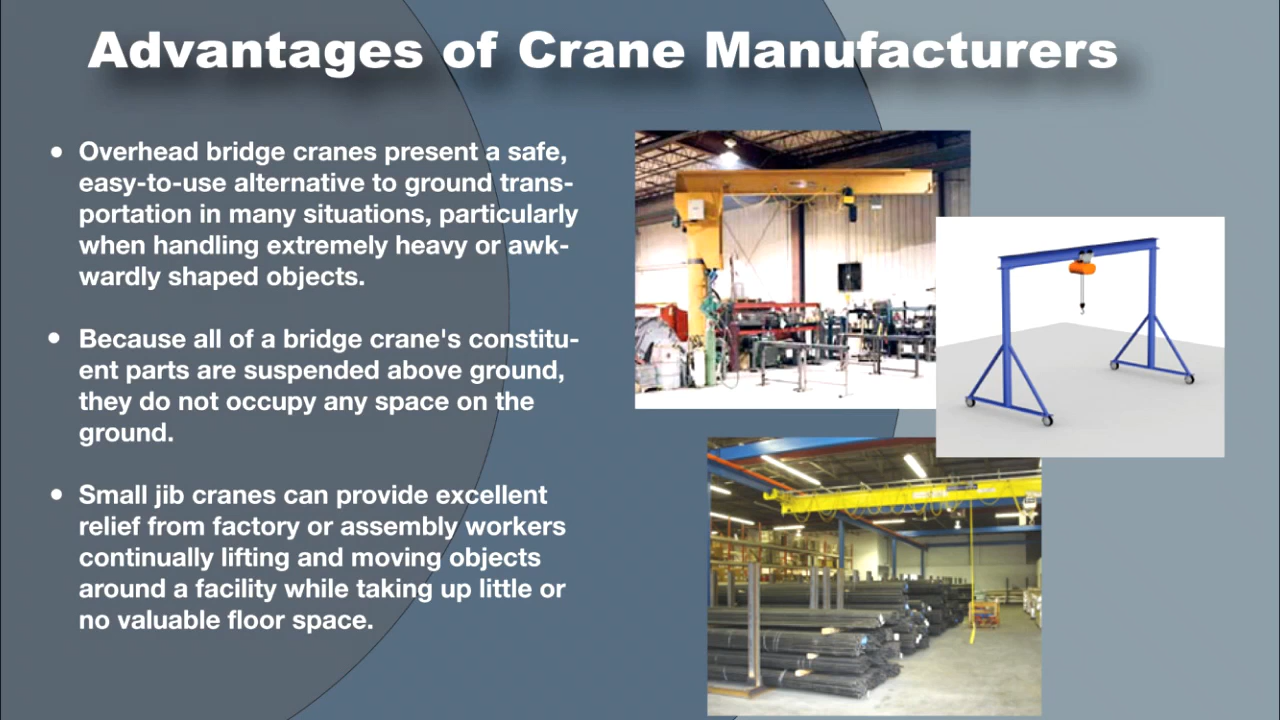 Advantages of Crane Manufacturers
• Overhead bridge cranes present a safe,
easy-to-use alternative to ground trans-
portation in many situations, particularly
when handling extremely heavy or awk-
wardly shaped objects.
• Because all of a bridge crane's constitu-
ent parts are suspended above ground,
they do not occupy any space on the
ground.
• Small jib cranes can provide excellent
relief from factory or assembly workers
continually lifting and moving objects
around a facility while taking up little or
no valuable floor space.